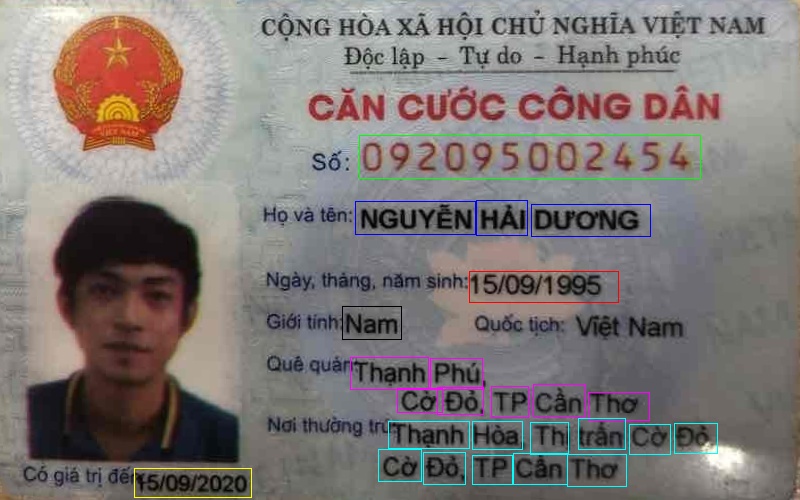 CỘNG HÒA XÃ HỘI CHỦ NGHĨA VIỆT NAM
Độc lập - Tự do - Hạnh phúc
CĂN CƯỚC CÔNG DÂN
Số: 092095002454
Họ và tên: NGUYỄN HẢI DƯƠNG
Ngày, tháng, năm sinh: 15/09/1995
Giới tính: Nam Quốc tịch: Việt Nam
Quê quán: Thạnh Phú,
Cờ Đỏ, TP Cần Thơ
Nơi thường trú: Thạnh Hòa, Thị trấn Cờ Đỏ,
Cờ Đỏ, TP Cần Thơ
Có giá trị đến 15/09/2020
VIỆT NAM